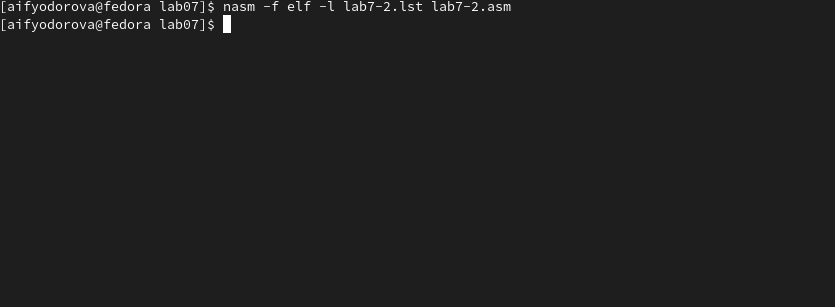 [aifyodorova@fedora lab07]$ nasm -f elf -l lab7-2.lst lab7-2.asm
[aifyodorova@fedora lab07]$